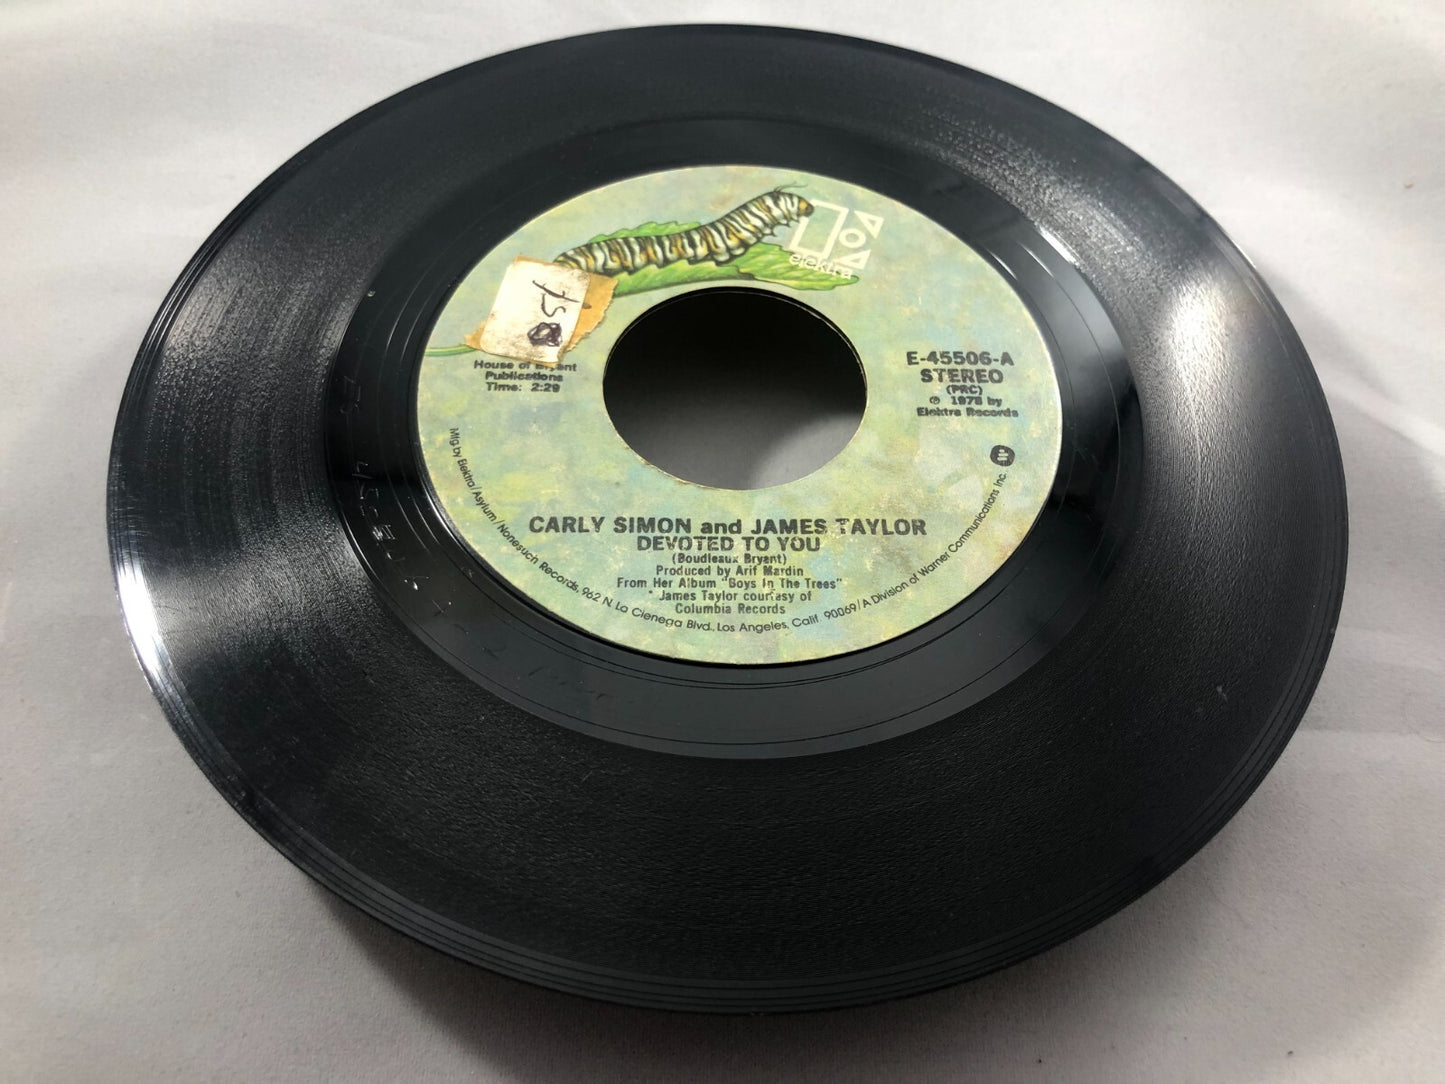 elektra
House of Bryant
Publications
Time: 2:29
E-45506-A
STEREO
(PRC)
℗ 1978 by
Elektra Records
CARLY SIMON and JAMES TAYLOR
DEVOTED TO YOU
(Boudleaux Bryant)
Produced by Arif Mardin
From Her Album "Boys In The Trees"
* James Taylor courtesy of
Columbia Records
Mfg by Elektra/Asylum/Nonesuch Records, 962 N. La Cienega Blvd., Los Angeles, Calif. 90069/A Division of Warner Communications Inc.